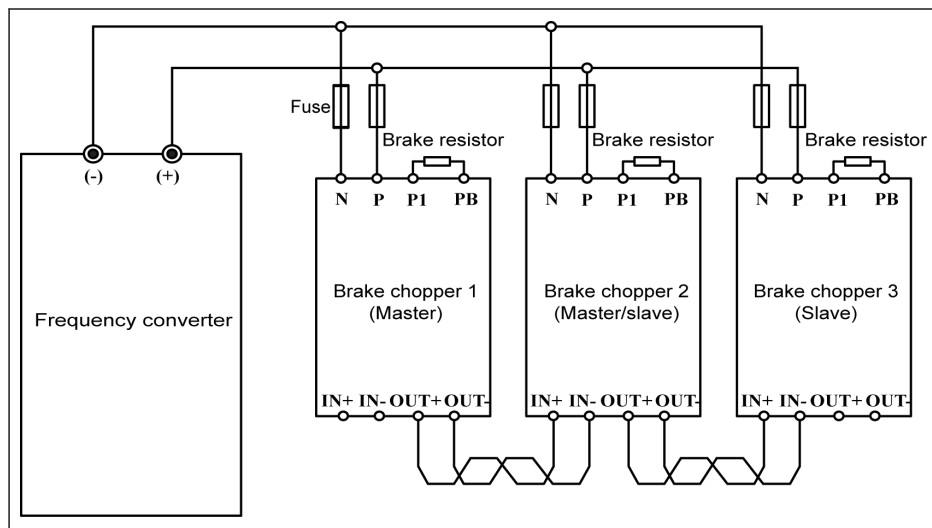 Fuse
Brake resistor
Brake resistor
Brake resistor
(-) (+)
N P P1 PB
N P P1 PB
N P P1 PB
Frequency converter
Brake chopper 1
(Master)
Brake chopper 2
(Master/slave)
Brake chopper 3
(Slave)
IN+ IN- OUT+ OUT-
IN+ IN- OUT+ OUT-
IN+ IN- OUT+ OUT-